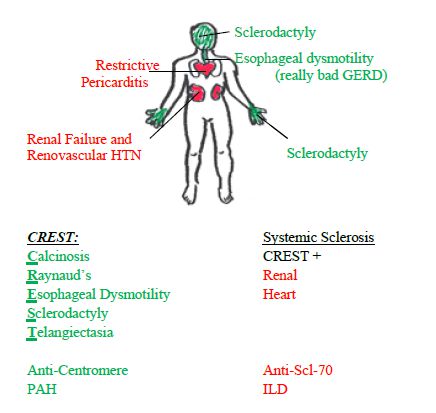 Sclerodactyly
Esophageal dysmotility
(really bad GERD)
Restrictive
Pericarditis
Renal Failure and
Renovascular HTN
Sclerodactyly
CREST:
Calcinosis
Raynaud’s
Esophageal Dysmotility
Sclerodactyly
Telangiectasia
Anti-Centromere
PAH
Systemic Sclerosis
CREST +
Renal
Heart
Anti-Scl-70
ILD